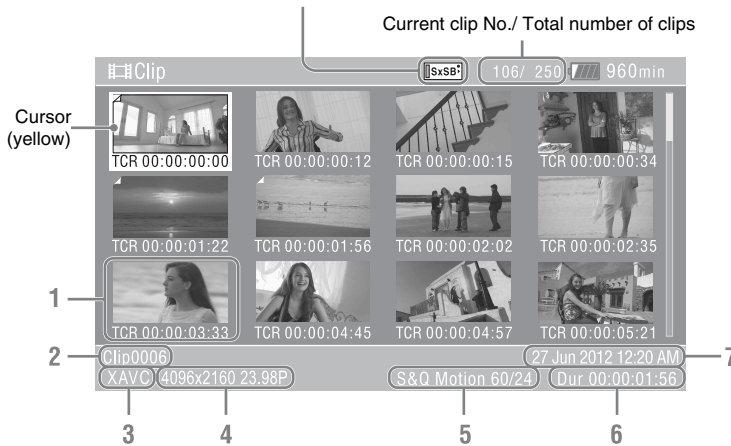 Current clip No./ Total number of clips
Clip SxSB 106/ 250 960min
Cursor
(yellow)
TCR 00:00:00:00 TCR 00:00:00:12 TCR 00:00:00:15 TCR 00:00:00:34
TCR 00:00:01:22 TCR 00:00:01:56 TCR 00:00:02:02 TCR 00:00:02:35
1
TCR 00:00:03:33 TCR 00:00:04:45 TCR 00:00:04:57 TCR 00:00:05:21
2 Clip0006 27 Jun 2012 12:20 AM 7
XAVC 4096x2160 23.98P S&Q Motion 60/24 Dur 00:00:01:56
3 4 5 6